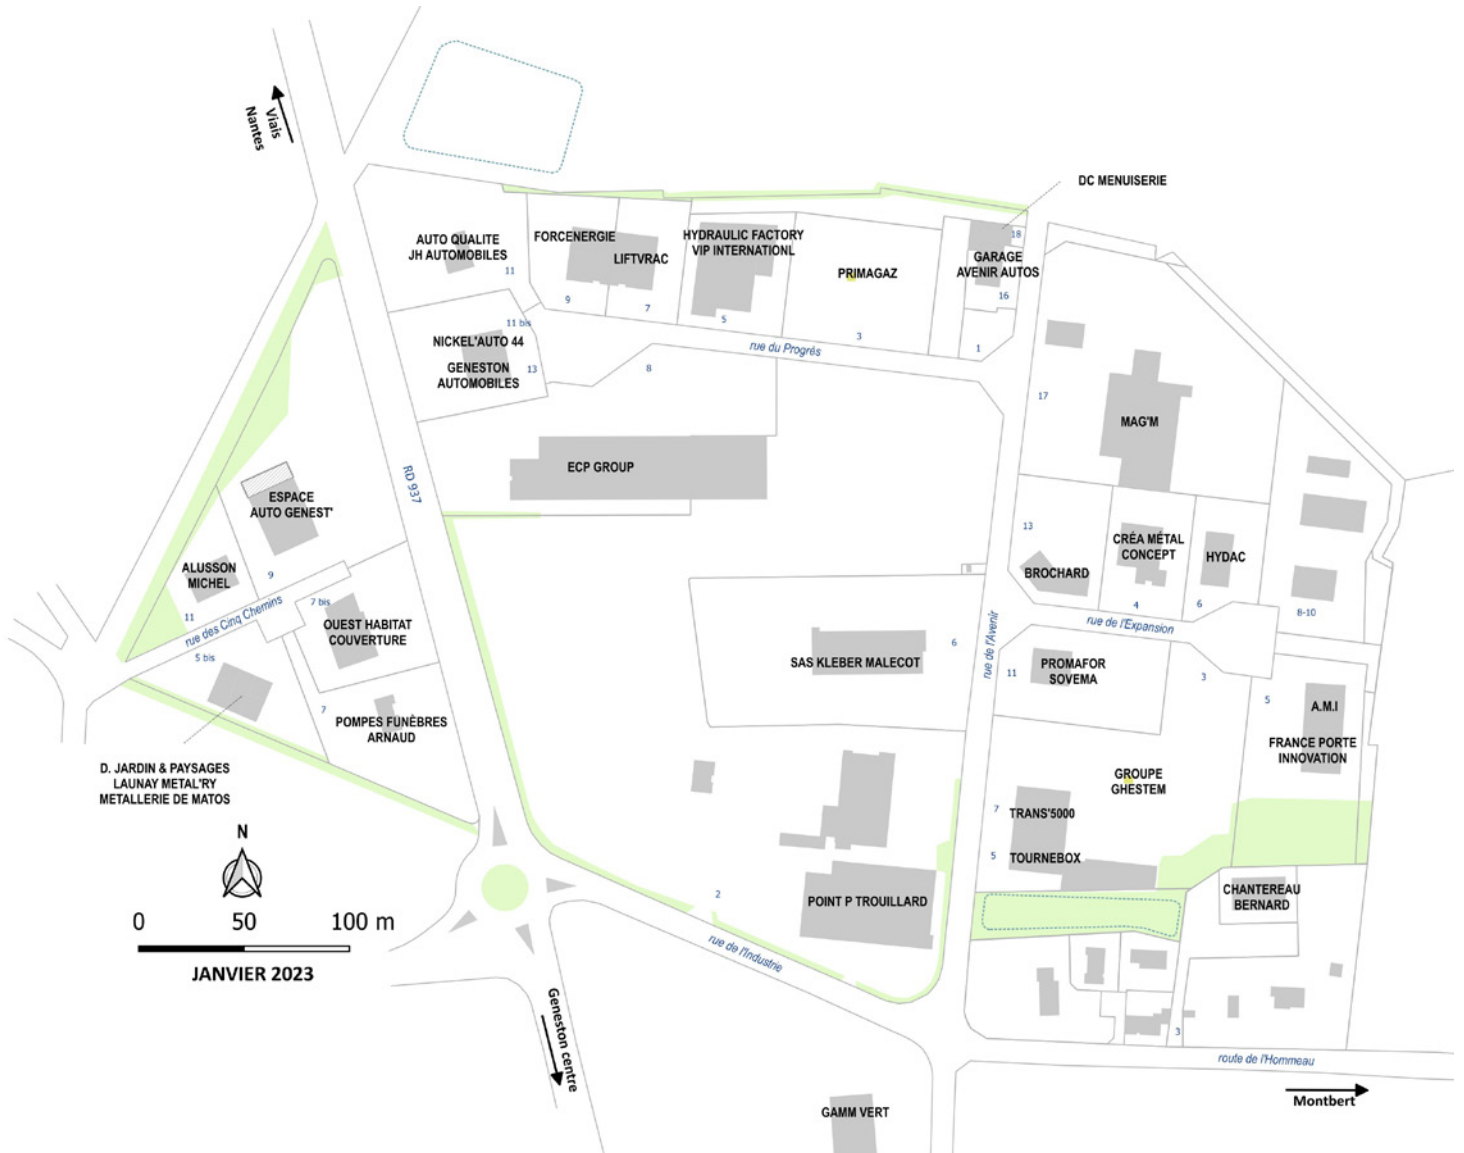 Viais
Nantes
DC MENUISERIE
AUTO QUALITE
JH AUTOMOBILES
11
FORCENERGIE
9
LIFTVRAC
7
HYDRAULIC FACTORY
VIP INTERNATIONL
5
PRIMAGAZ
3
18
GARAGE
AVENIR AUTOS
16
1
11 bis
NICKEL'AUTO 44
GENESTON
AUTOMOBILES
13
rue du Progrès
8
17
MAG'M
ECP GROUP
RD 937
ESPACE
AUTO GENEST'
9
ALUSSON
MICHEL
11
rue des Cinq Chemins
7 bis
OUEST HABITAT
COUVERTURE
5 bis
7
POMPES FUNÈBRES
ARNAUD
D. JARDIN & PAYSAGES
LAUNAY METAL'RY
METALLERIE DE MATOS
13
BROCHARD
CRÉA MÉTAL
CONCEPT
4
HYDAC
6
8-10
rue de l'Expansion
rue de l'Avenir
6
SAS KLEBER MALECOT
11
PROMAFOR
SOVEMA
3
5
A.M.I
FRANCE PORTE
INNOVATION
GROUPE
GHESTEM
7
TRANS'5000
5
TOURNEBOX
CHANTEREAU
BERNARD
2
POINT P TROUILLARD
rue de l'Industrie
N
0 50 100 m
JANVIER 2023
Geneston centre
3
route de l'Hommeau
Montbert
GAMM VERT